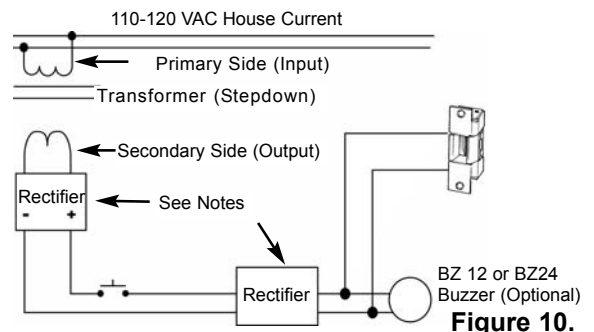 110-120 VAC House Current
Primary Side (Input)
Transformer (Stepdown)
Secondary Side (Output)
Rectifier
- +
See Notes
Rectifier
BZ 12 or BZ24
Buzzer (Optional)
Figure 10.